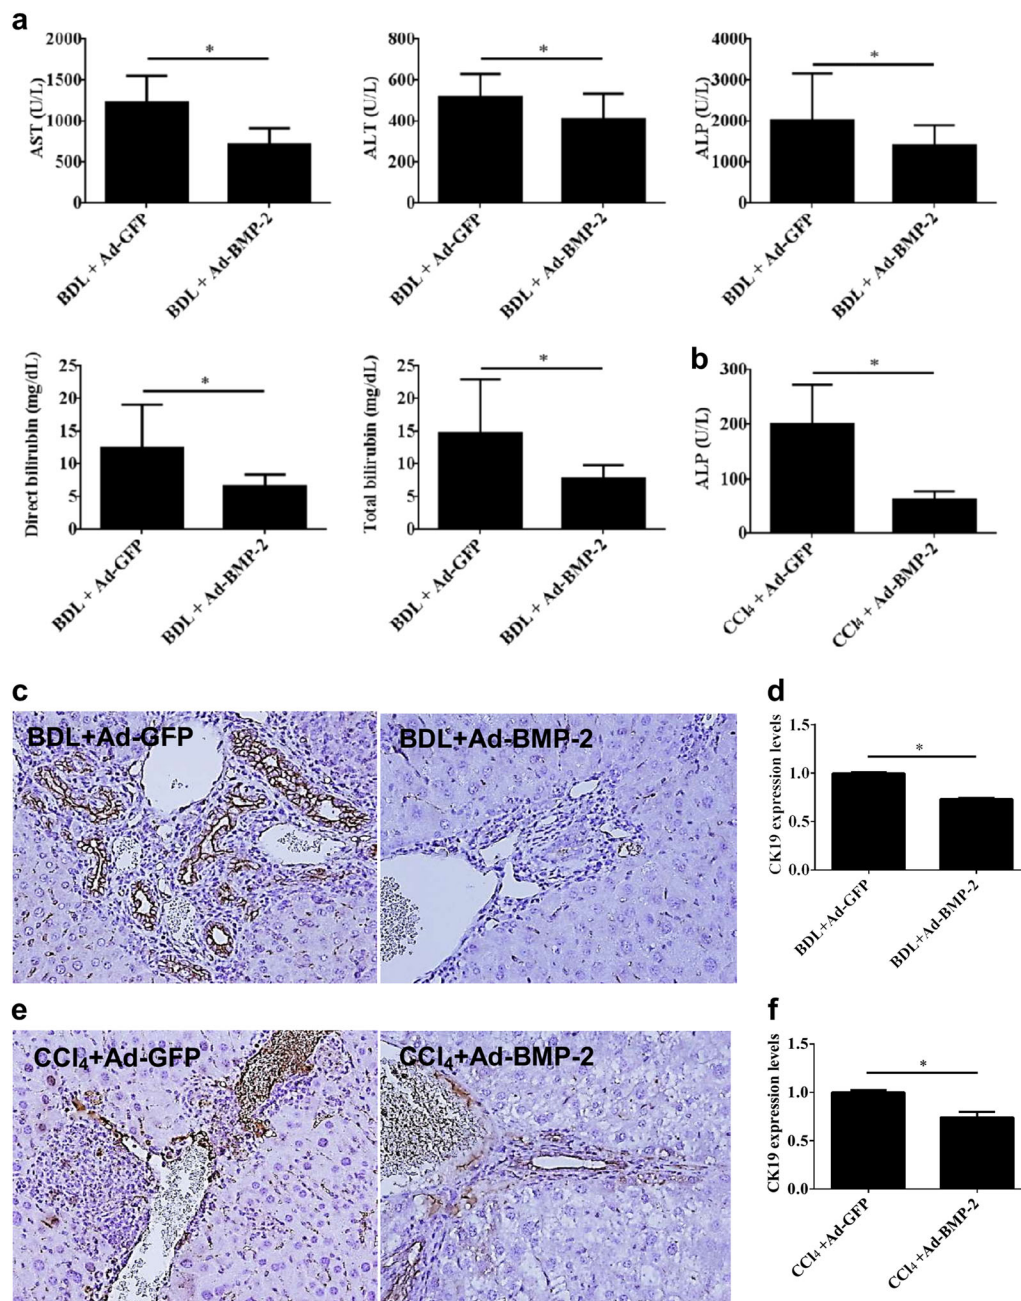 a
AST (U/L)
2000
1500
1000
500
0
*
BDL + Ad-GFP
BDL + Ad-BMP-2
ALT (U/L)
800
600
400
200
0
*
BDL + Ad-GFP
BDL + Ad-BMP-2
ALP (U/L)
4000
3000
2000
1000
0
*
BDL + Ad-GFP
BDL + Ad-BMP-2
Direct bilirubin (mg/dL)
25
20
15
10
5
0
*
BDL + Ad-GFP
BDL + Ad-BMP-2
Total bilirubin (mg/dL)
25
20
15
10
5
0
*
BDL + Ad-GFP
BDL + Ad-BMP-2
b
ALP (U/L)
300
200
100
0
*
CCl₄ + Ad-GFP
CCl₄ + Ad-BMP-2
c
BDL+Ad-GFP
BDL+Ad-BMP-2
d
CK19 expression levels
1.5
1.0
0.5
0.0
*
BDL+Ad-GFP
BDL+Ad-BMP-2
e
CCl₄+Ad-GFP
CCl₄+Ad-BMP-2
f
CK19 expression levels
1.5
1.0
0.5
0.0
*
CCl₄+Ad-GFP
CCl₄+Ad-BMP-2